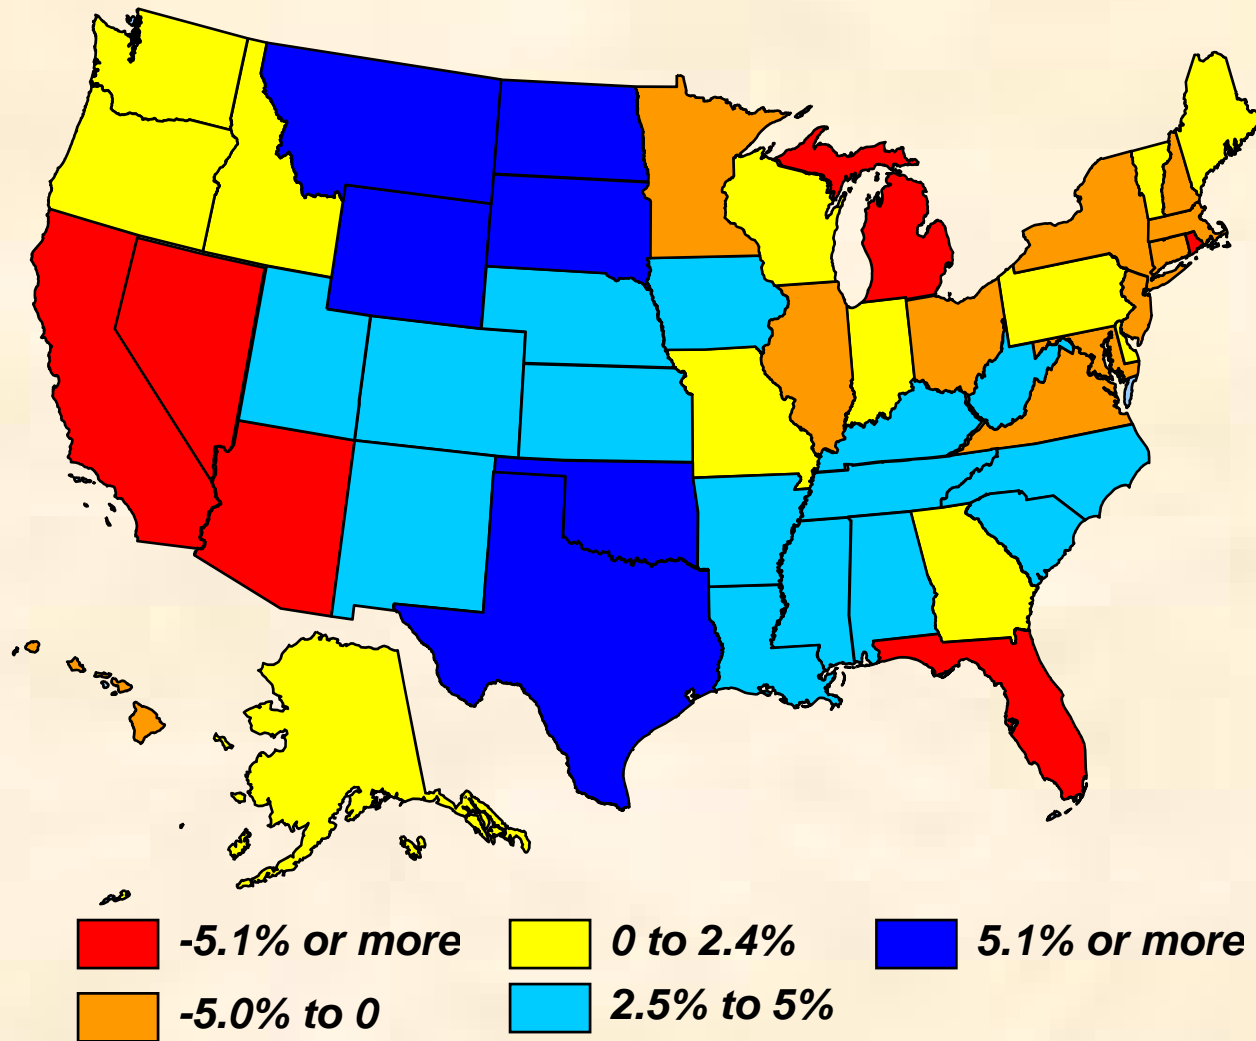 -5.1% or more
0 to 2.4%
5.1% or more
-5.0% to 0
2.5% to 5%